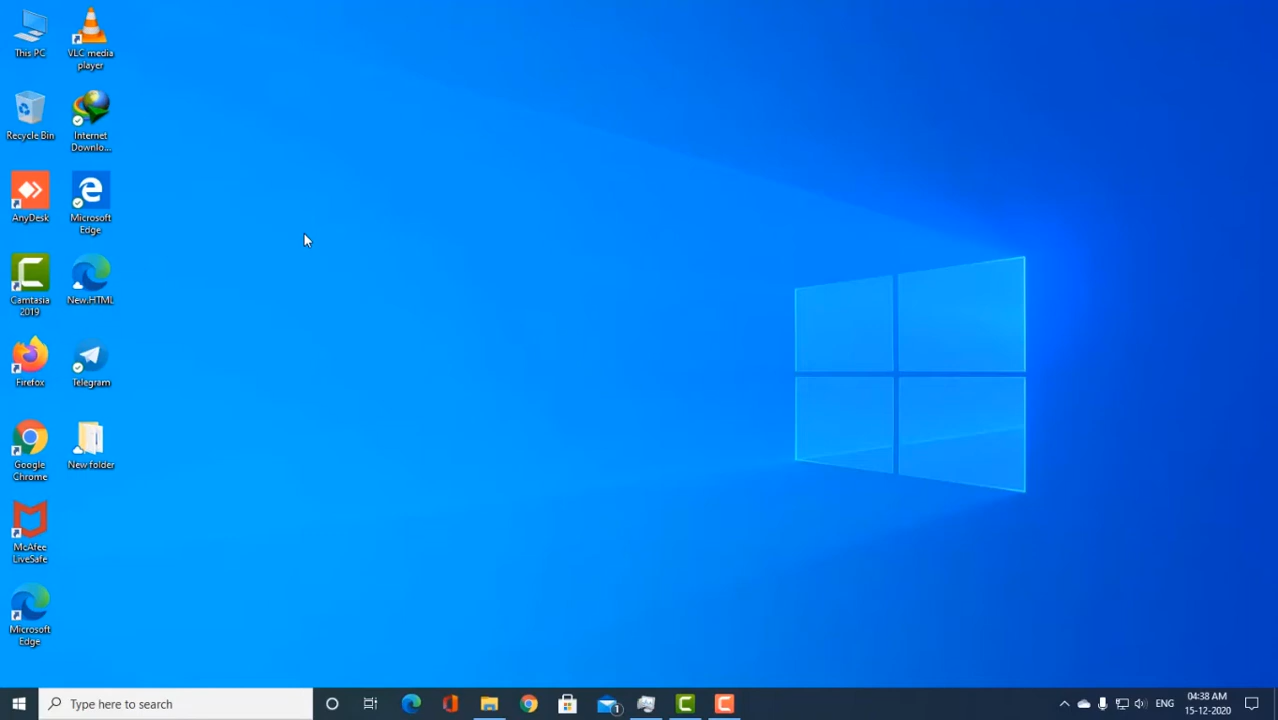 This PC
VLC media
player
Recycle Bin
Internet
Downlo...
AnyDesk
Microsoft
Edge
Camtasia
2019
New.HTML
Firefox
Telegram
Google
Chrome
New folder
McAfee
LiveSafe
Microsoft
Edge
Type here to search
1
ENG
04:38 AM
15-12-2020